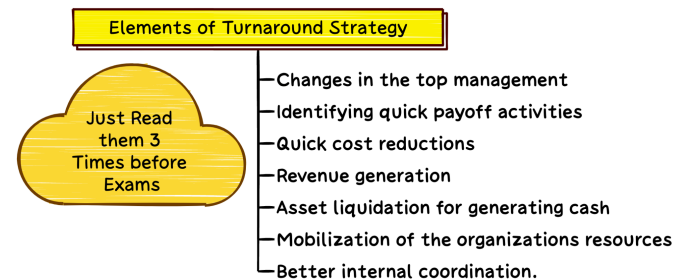 Elements of Turnaround Strategy
Just Read
them 3
Times before
Exams
Changes in the top management
Identifying quick payoff activities
Quick cost reductions
Revenue generation
Asset liquidation for generating cash
Mobilization of the organizations resources
Better internal coordination.